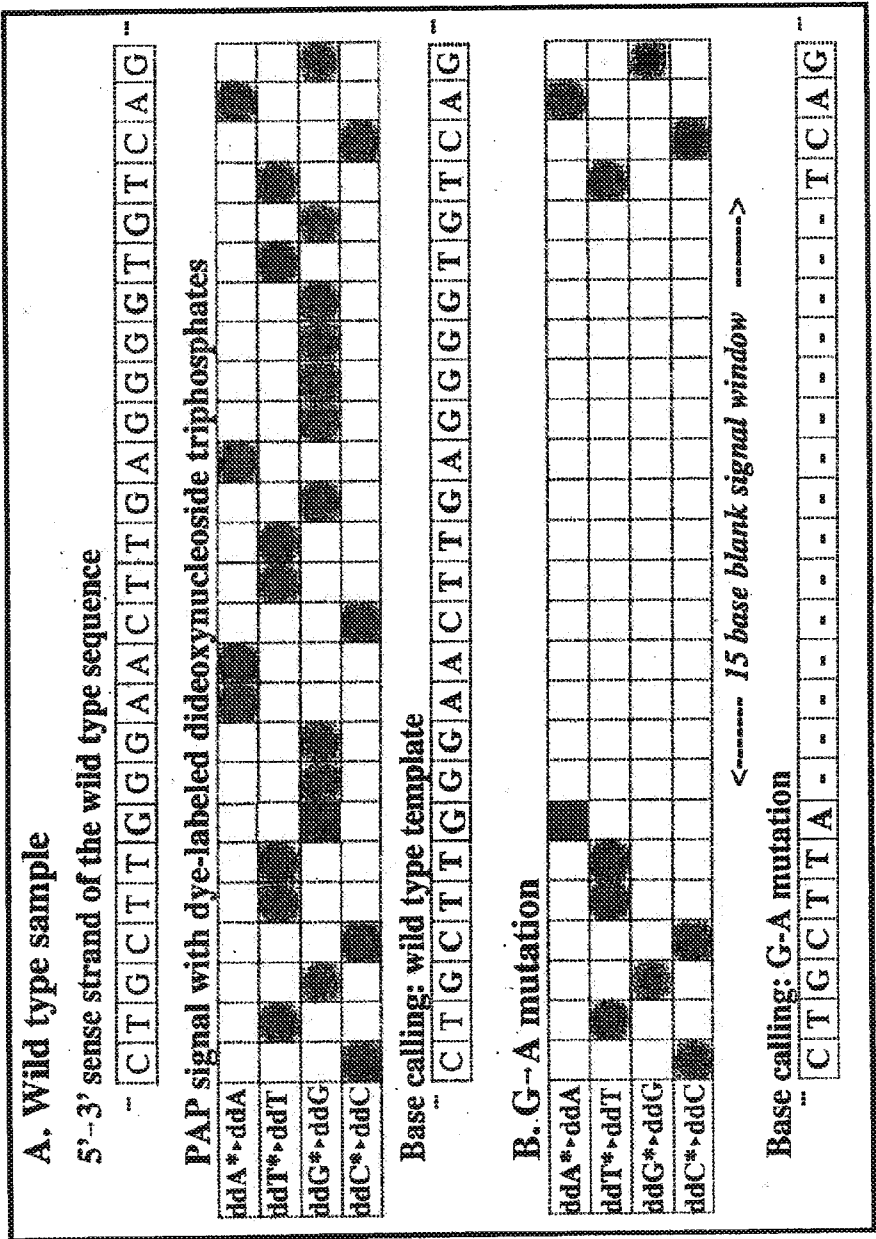 A. Wild type sample
5'-3' sense strand of the wild type sequence
... C T G C T T G G G A A C T T G A G G G G T G T C A G ...
PAP signal with dye-labeled dideoxynucleoside triphosphates
ddA*▸ddA
ddT*▸ddT
ddG*▸ddG
ddC*▸ddC
Base calling: wild type template
... C T G C T T G G G A A C T T G A G G G G T G T C A G ...
B. G→A mutation
ddA*▸ddA
ddT*▸ddT
ddG*▸ddG
ddC*▸ddC
<------- 15 base blank signal window ------->
Base calling: G-A mutation
... C T G C T T A - - - - - - - - - - - - - - - T C A G ...